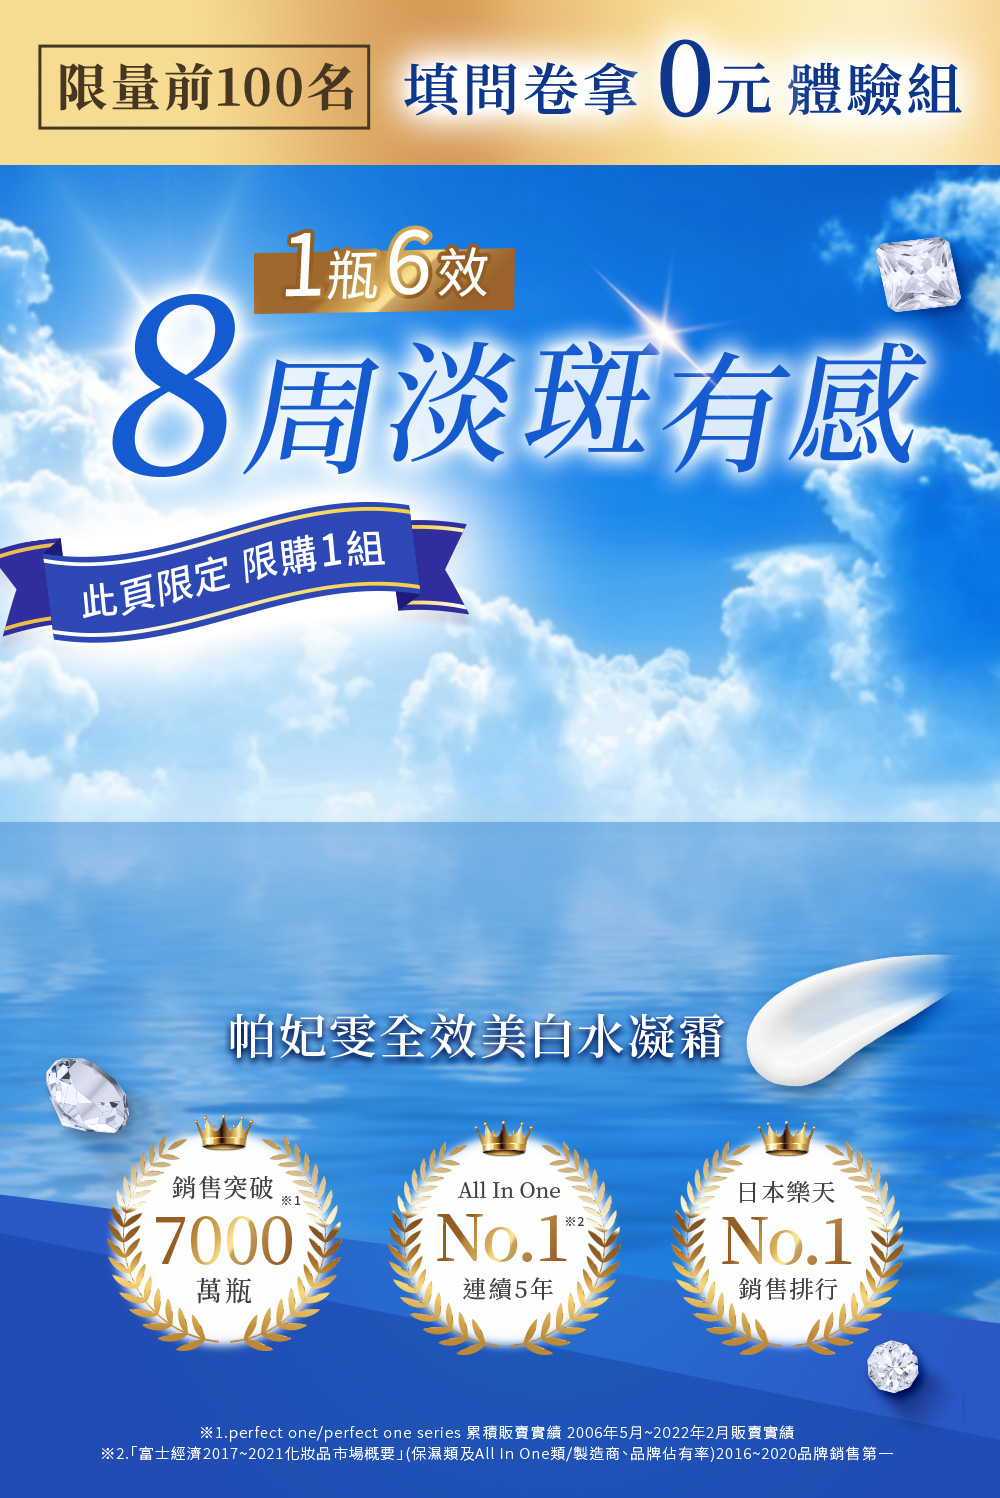 限量前100名
填問卷拿0元體驗組
1瓶6效
8周淡斑有感
此頁限定 限購1組
帕妃雯全效美白水凝霜
銷售突破※1
7000
萬瓶
All In One
No.1※2
連續5年
日本樂天
No.1
銷售排行
※1.perfect one/perfect one series 累積販賣實績 2006年5月~2022年2月販賣實績
※2.「富士經濟2017~2021化妝品市場概要」(保濕類及All In One類/製造商、品牌佔有率)2016~2020品牌銷售第一